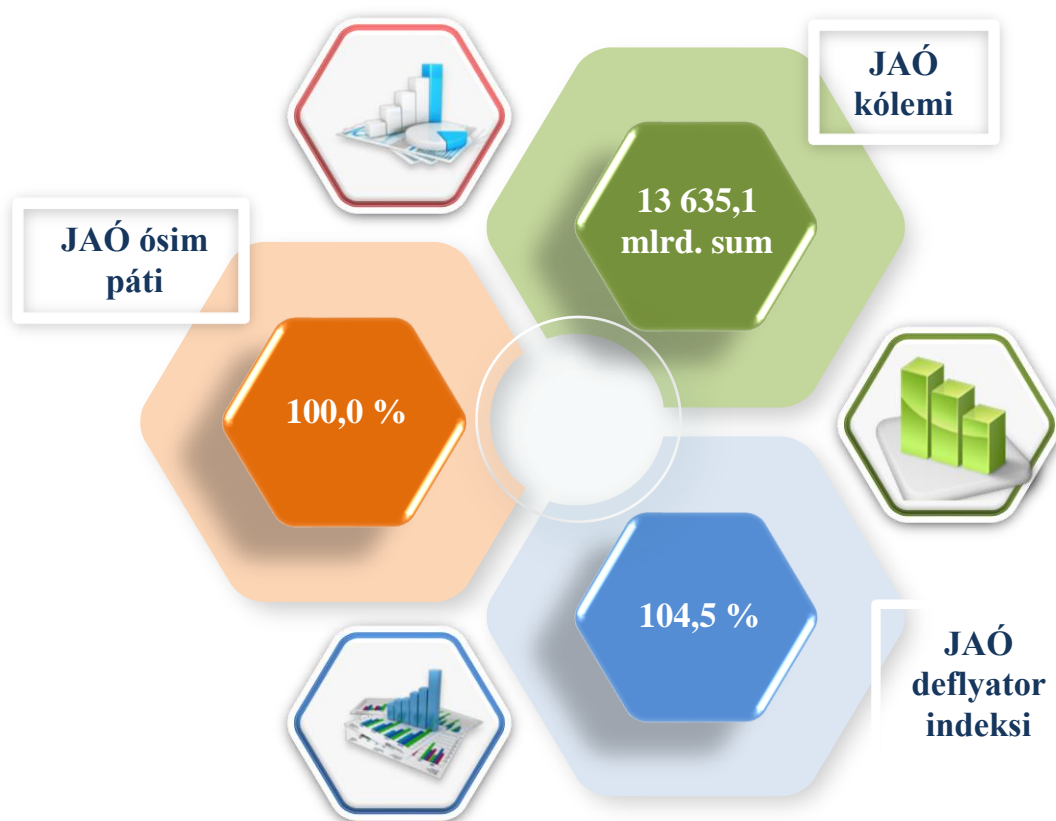 JAÓ
kólemi
13 635,1
mlrd. sum
JAÓ ósim
páti
100,0 %
104,5 %
JAÓ
deflyator
indeksi